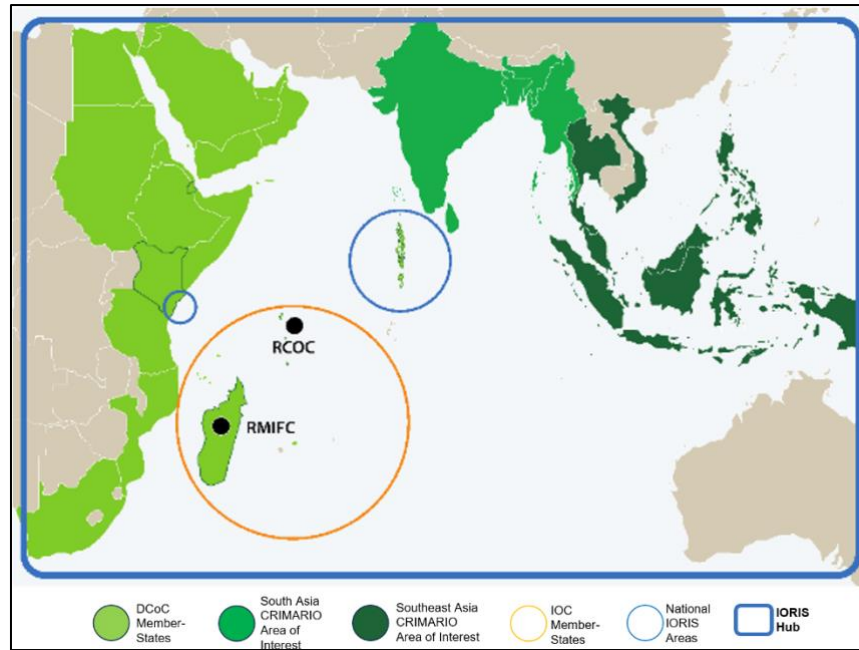 RCOC
RMIFC
DCoC
Member-
States
South Asia
CRIMARIO
Area of
Interest
Southeast Asia
CRIMARIO
Area of Interest
IOC
Member-
States
National
IORIS
Areas
IORIS
Hub